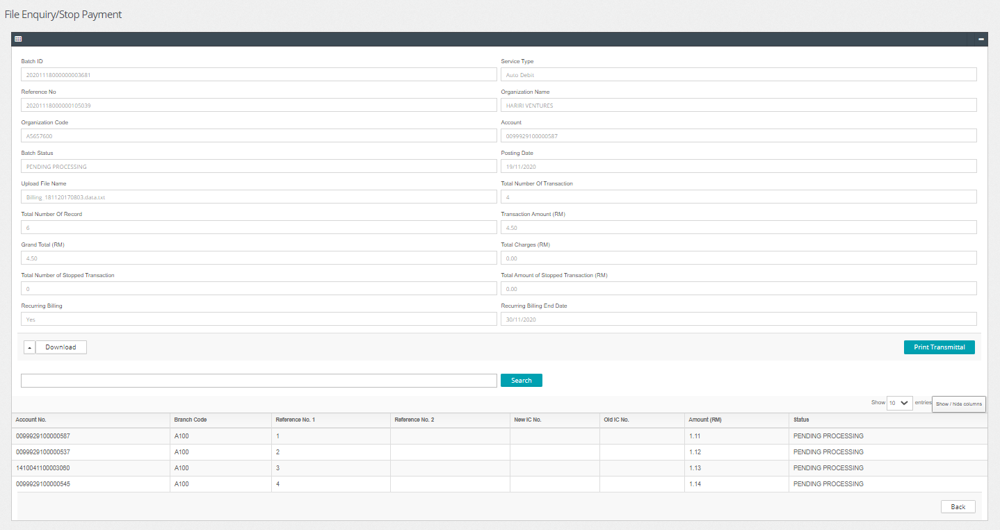 File Enquiry/Stop Payment
Batch ID
Service Type
20201118000000003681
Auto Debit
Reference No
Organization Name
20201118000000105039
HARIRI VENTURES
Organization Code
Account
A5657600
0099929100000587
Batch Status
Posting Date
PENDING PROCESSING
19/11/2020
Upload File Name
Total Number Of Transaction
Billing_181120170803.data.txt
4
Total Number Of Record
Transaction Amount (RM)
6
4.50
Grand Total (RM)
Total Charges (RM)
4.50
0.00
Total Number of Stopped Transaction
Total Amount of Stopped Transaction (RM)
0
0.00
Recurring Billing
Recurring Billing End Date
Yes
30/11/2020
Download
Print Transmittal
Search
Show 10 entries Show / hide columns
Account No. Branch Code Reference No. 1 Reference No. 2 New IC No. Old IC No. Amount (RM) Status
0099929100000587 A100 1 1.11 PENDING PROCESSING
0099929100000537 A100 2 1.12 PENDING PROCESSING
1410041100003060 A100 3 1.13 PENDING PROCESSING
0099929100000545 A100 4 1.14 PENDING PROCESSING
Back